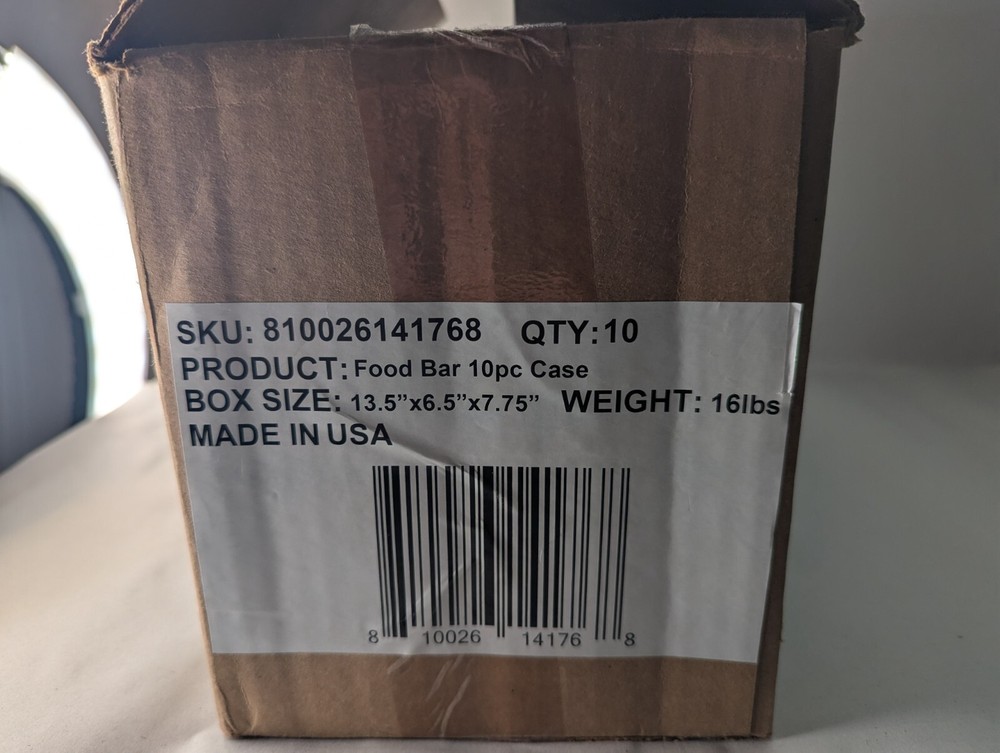 SKU: 810026141768 QTY:10
PRODUCT: Food Bar 10pc Case
BOX SIZE: 13.5”x6.5”x7.75” WEIGHT: 16lbs
MADE IN USA
8 10026 14176 8